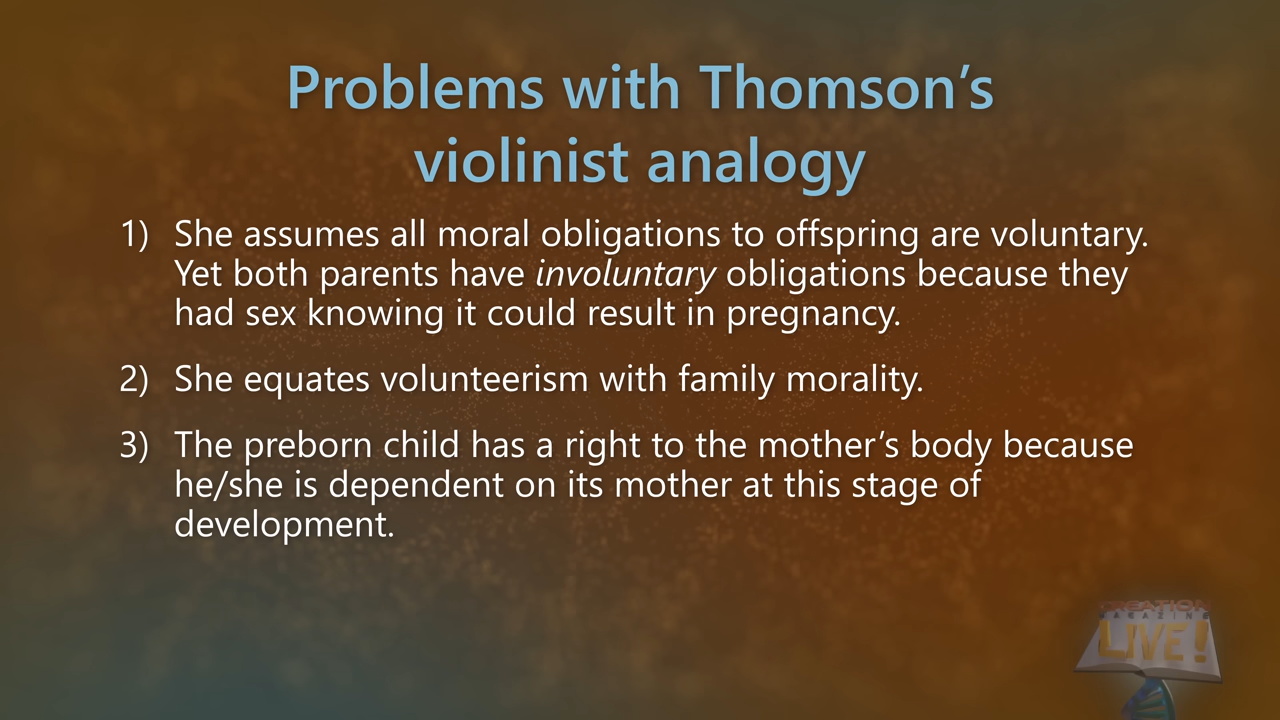 Problems with Thomson’s
violinist analogy
1) She assumes all moral obligations to offspring are voluntary.
Yet both parents have involuntary obligations because they
had sex knowing it could result in pregnancy.
2) She equates volunteerism with family morality.
3) The preborn child has a right to the mother’s body because
he/she is dependent on its mother at this stage of
development.
CREATION
MAGAZINE
LIVE!